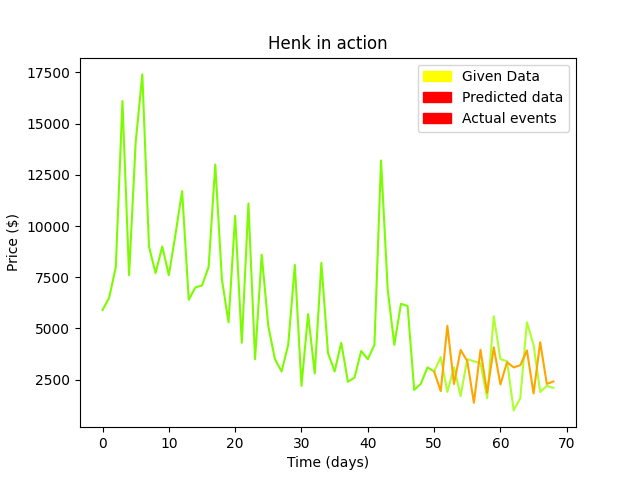 Henk in action
Given Data
Predicted data
Actual events
Price ($)
17500
15000
12500
10000
7500
5000
2500
0 10 20 30 40 50 60 70
Time (days)